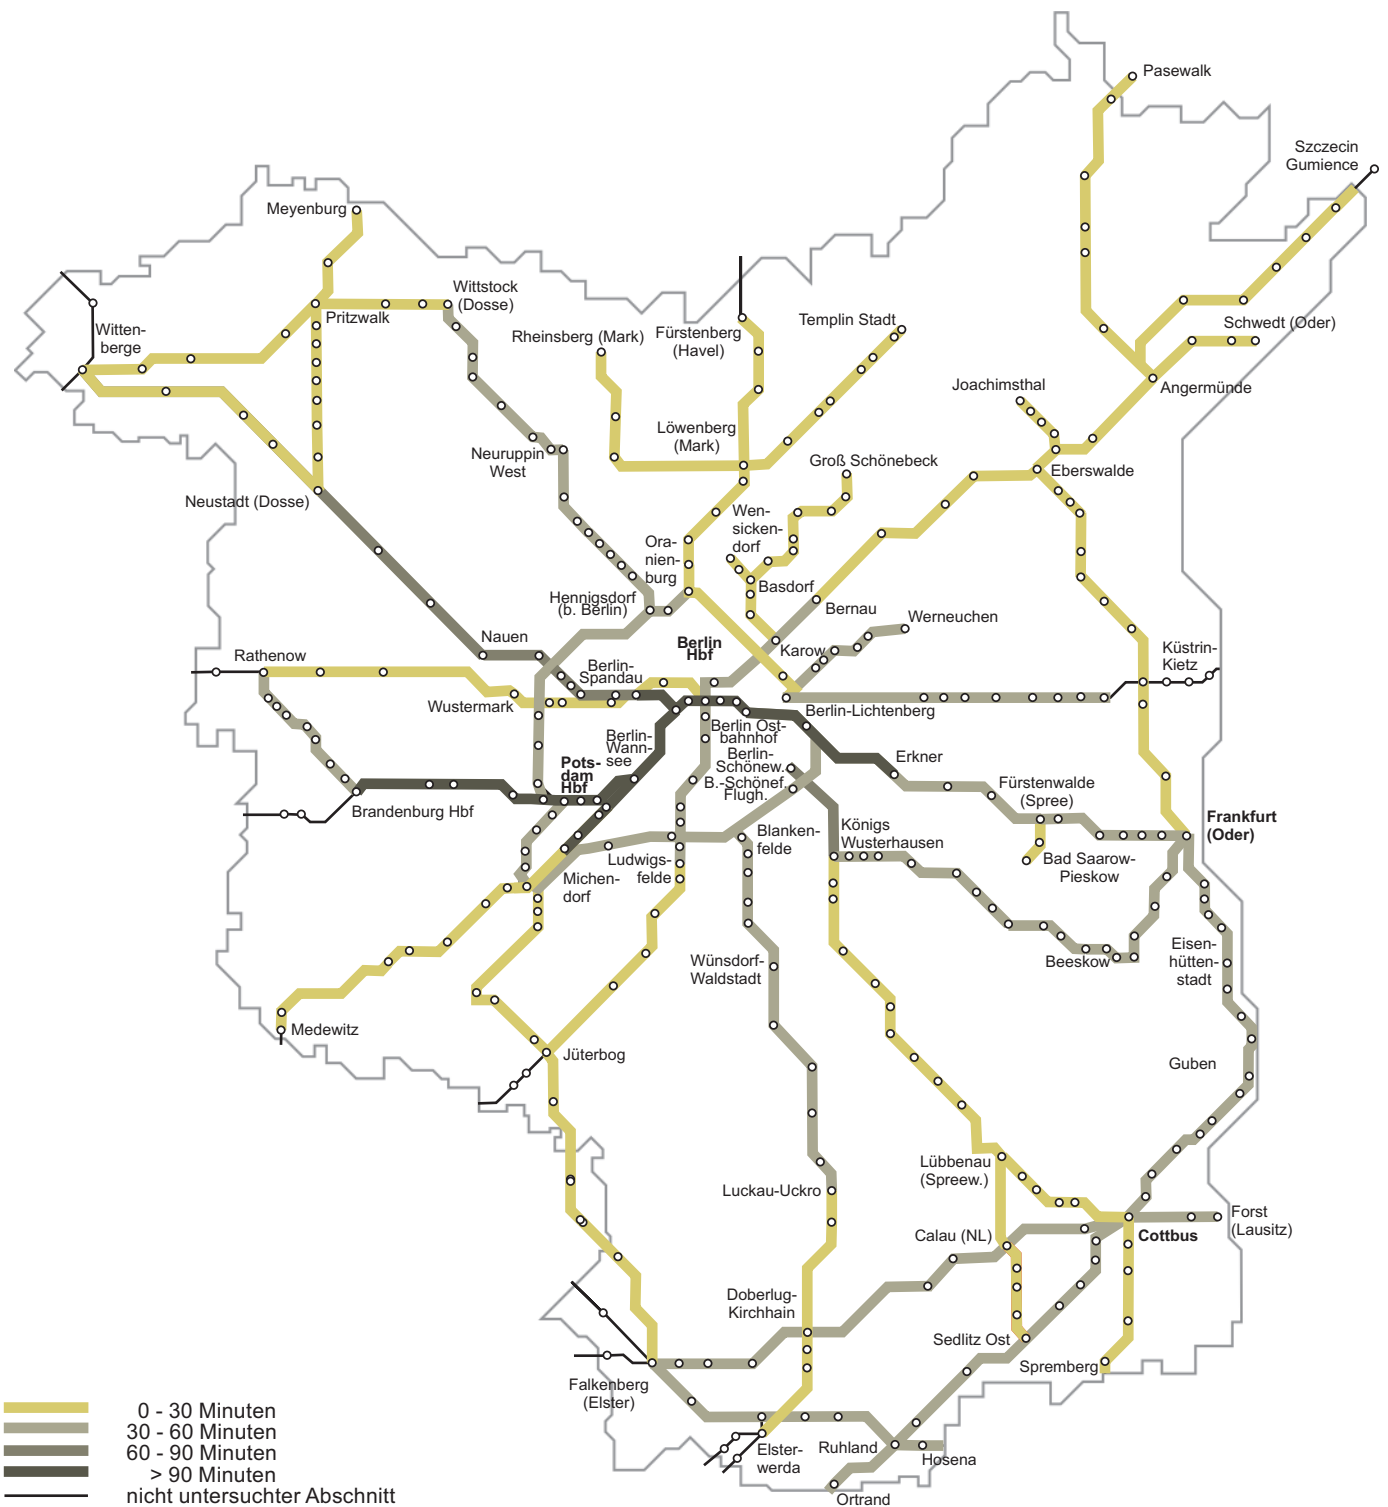 Pasewalk
Szczecin
Gumience
Meyenburg
Wittstock
(Dosse)
Pritzwalk
Witten-
berge
Rheinsberg (Mark)
Fürstenberg
(Havel)
Templin Stadt
Schwedt (Oder)
Joachimsthal
Angermünde
Löwenberg
(Mark)
Neuruppin
West
Groß Schönebeck
Eberswalde
Neustadt (Dosse)
Wen-
sicken-
dorf
Ora-
nien-
burg
Basdorf
Hennigsdorf
(b. Berlin)
Bernau
Werneuchen
Nauen
Berlin
Hbf
Karow
Küstrin-
Kietz
Rathenow
Berlin-
Spandau
Wustermark
Berlin-Lichtenberg
Berlin Ost-
bahnhof
Berlin-
Wann-
see
Berlin-
Schönew.
B.-Schönef.
Flugh.
Erkner
Potsdam
Hbf
Fürstenwalde
(Spree)
Brandenburg Hbf
Frankfurt
(Oder)
Blanken-
felde
Königs
Wusterhausen
Ludwigs-
felde
Bad Saarow-
Pieskow
Michen-
dorf
Wünsdorf-
Waldstadt
Beeskow
Eisen-
hütten-
stadt
Medewitz
Jüterbog
Guben
Lübbenau
(Spreew.)
Luckau-Uckro
Calau (NL)
Forst
(Lausitz)
Cottbus
Doberlug-
Kirchhain
Sedlitz Ost
Spremberg
Falkenberg
(Elster)
Elster-
werda
Ruhland
Hosena
Ortrand
0 - 30 Minuten
30 - 60 Minuten
60 - 90 Minuten
> 90 Minuten
nicht untersuchter Abschnitt